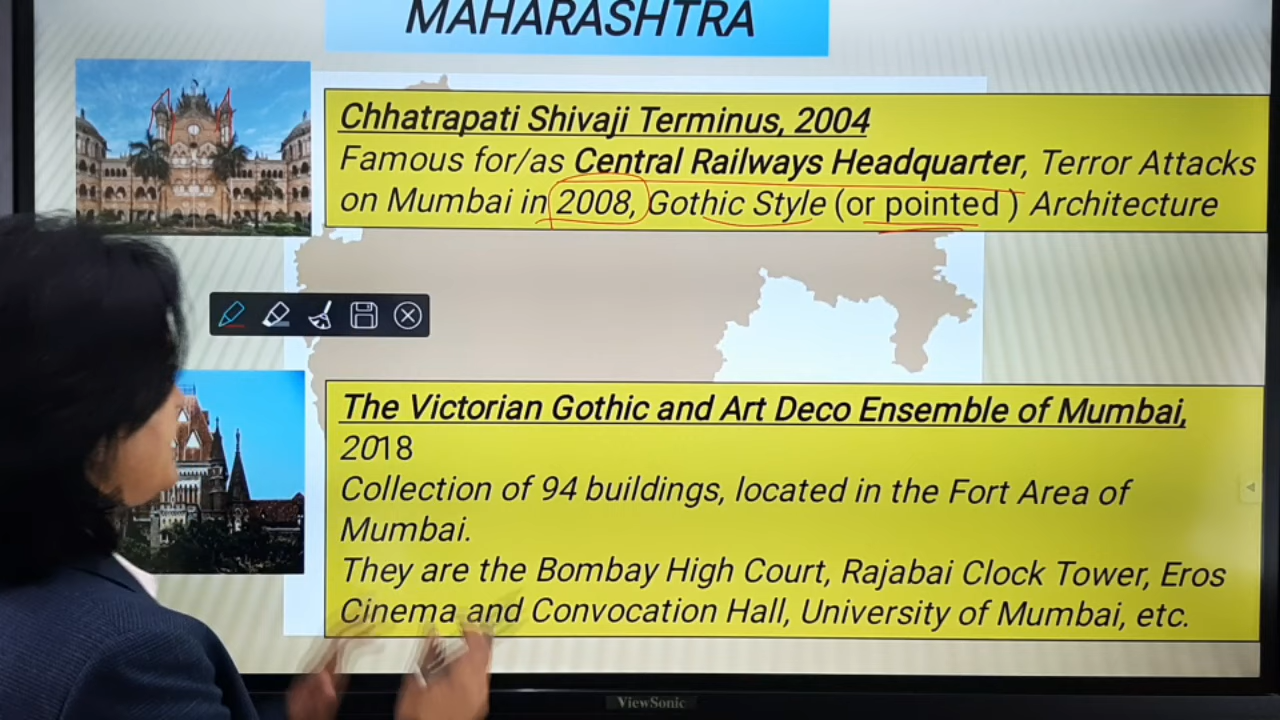 MAHARASHTRA
Chhatrapati Shivaji Terminus, 2004
Famous for/as Central Railways Headquarter, Terror Attacks
on Mumbai in 2008, Gothic Style (or pointed ) Architecture
The Victorian Gothic and Art Deco Ensemble of Mumbai,
2018
Collection of 94 buildings, located in the Fort Area of
Mumbai.
They are the Bombay High Court, Rajabai Clock Tower, Eros
Cinema and Convocation Hall, University of Mumbai, etc.
ViewSonic